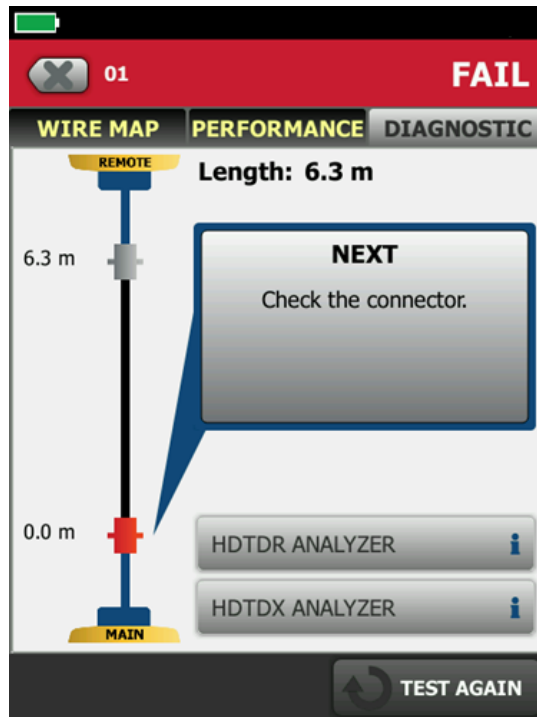 01
FAIL
WIRE MAP
PERFORMANCE
DIAGNOSTIC
REMOTE
Length: 6.3 m
6.3 m
NEXT
Check the connector.
0.0 m
HDTDR ANALYZER i
HDTDX ANALYZER i
MAIN
TEST AGAIN